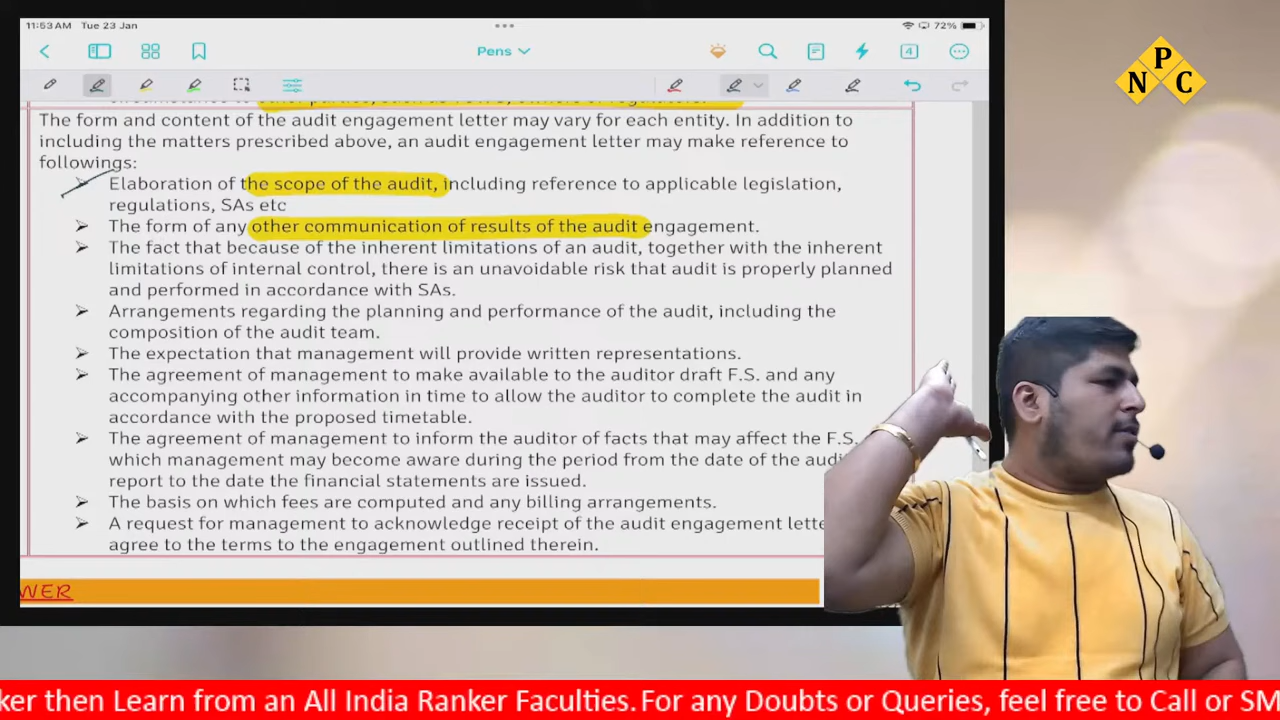 11:53 AM Tue 23 Jan
72%
Pens
4
The form and content of the audit engagement letter may vary for each entity. In addition to
including the matters prescribed above, an audit engagement letter may make reference to
followings:
Elaboration of the scope of the audit, including reference to applicable legislation,
regulations, SAs etc
The form of any other communication of results of the audit engagement.
The fact that because of the inherent limitations of an audit, together with the inherent
limitations of internal control, there is an unavoidable risk that audit is properly planned
and performed in accordance with SAs.
Arrangements regarding the planning and performance of the audit, including the
composition of the audit team.
The expectation that management will provide written representations.
The agreement of management to make available to the auditor draft F.S. and any
accompanying other information in time to allow the auditor to complete the audit in
accordance with the proposed timetable.
The agreement of management to inform the auditor of facts that may affect the F.S.
which management may become aware during the period from the date of the audi
report to the date the financial statements are issued.
The basis on which fees are computed and any billing arrangements.
A request for management to acknowledge receipt of the audit engagement lette
agree to the terms to the engagement outlined therein.
WER
N P C
ker then Learn from an All India Ranker Faculties. For any Doubts or Queries, feel free to Call or SM